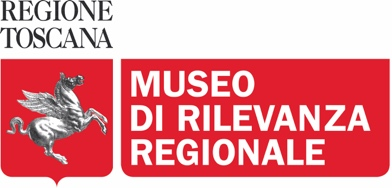 REGIONE
TOSCANA
MUSEO
DI RILEVANZA
REGIONALE